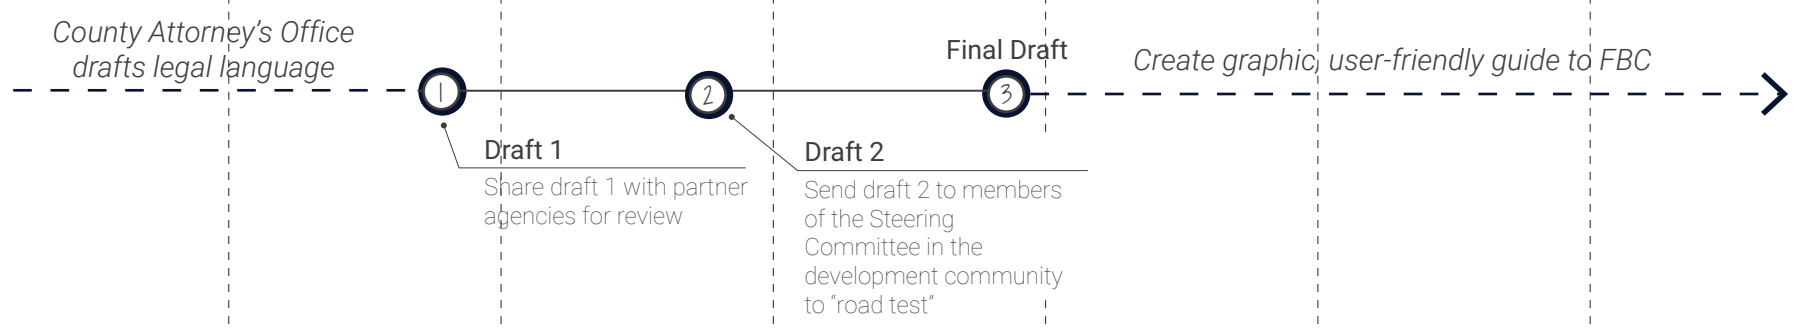 County Attorney's Office
drafts legal language
1
Draft 1
Share draft 1 with partner
agencies for review
2
Draft 2
Send draft 2 to members
of the Steering
Committee in the
development community
to “road test”
Final Draft
3
Create graphic, user-friendly guide to FBC